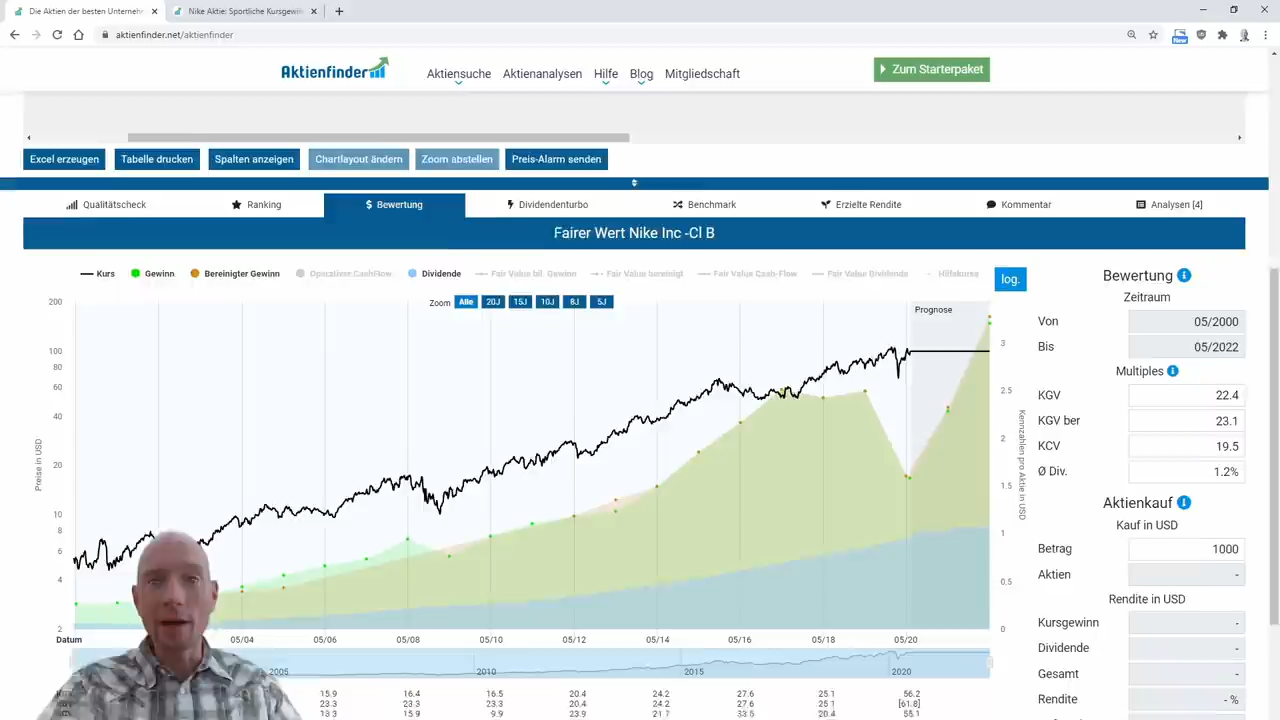 Die Aktien der besten Unternehm
Nike Aktie: Sportliche Kursgewi
aktienfinder.net/aktienfinder
New
Aktienfinder
Aktiensuche Aktienanalysen Hilfe Blog Mitgliedschaft
Zum Starterpaket
Excel erzeugen Tabelle drucken Spalten anzeigen Chartlayout ändern Zoom abstellen Preis-Alarm senden
Qualitätscheck Ranking $ Bewertung Dividendenturbo Benchmark Erzielte Rendite Kommentar Analysen [4]
Fairer Wert Nike Inc -Cl B
Kurs Gewinn Bereinigter Gewinn Operativer CashFlow Dividende Fair Value bil. Gewinn Fair Value bereinigt Fair Value Cash-Flow Fair Value Dividende Hilfskurse
log.
Zoom Alle 20J 15J 10J 8J 5J
Prognose
200
100
80
60
40
20
10
8
6
4
2
Preise in USD
3
2.5
2
1.5
1
0.5
0
Kennzahlen pro Aktie in USD
Datum 05/04 05/06 05/08 05/10 05/12 05/14 05/16 05/18 05/20
2005 2010 2015 2020
15.9 16.4 16.5 20.4 24.2 27.6 25.1 56.2
23.3 23.3 23.3 20.4 24.2 27.6 25.1 [61.8]
13.3 15.9 9.9 23.9 21.7 33.5 20.4 55.1
Bewertung
Zeitraum
Von 05/2000
Bis 05/2022
Multiples
KGV 22.4
KGV ber 23.1
KCV 19.5
Ø Div. 1.2%
Aktienkauf
Kauf in USD
Betrag 1000
Aktien -
Rendite in USD
Kursgewinn -
Dividende -
Gesamt -
Rendite - %